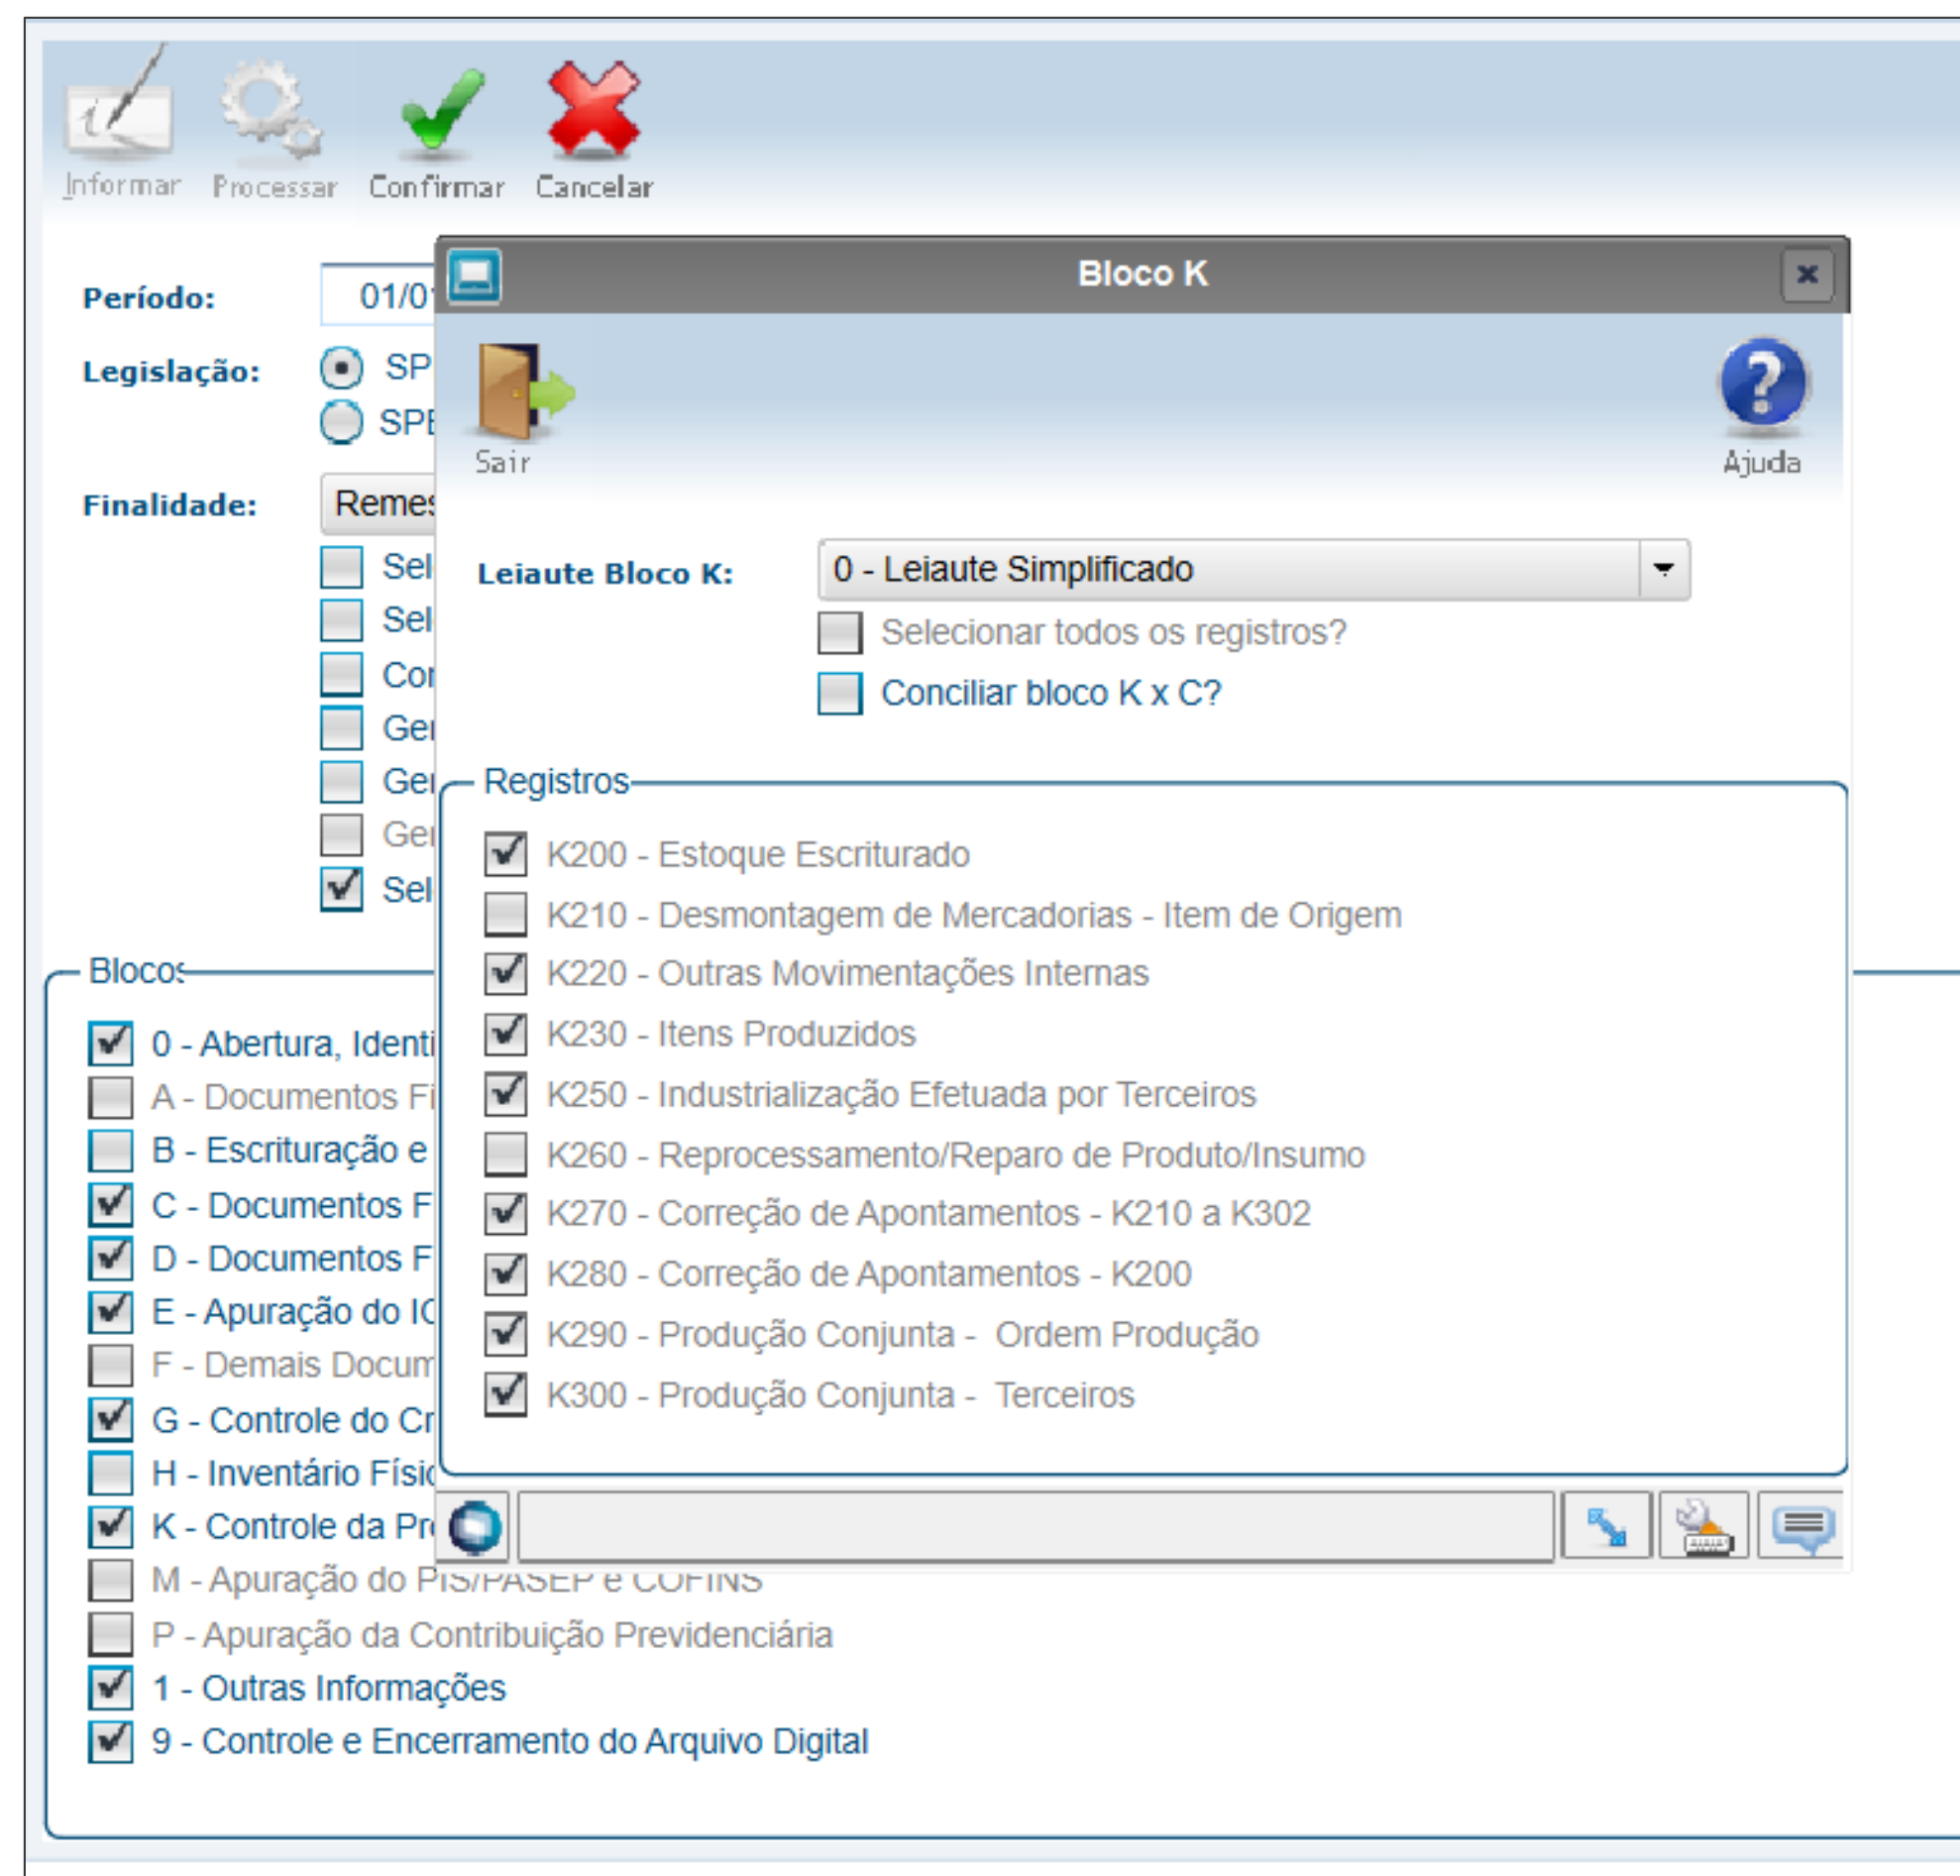 Informar Processar Confirmar Cancelar
Período: 01/0
Legislação: SP
SPE
Finalidade: Remes
Sel
Sel
Con
Ger
Ger
Ger
Sel
Bloco K
Sair Ajuda
Leiaute Bloco K: 0 - Leiaute Simplificado
Selecionar todos os registros?
Conciliar bloco K x C?
Registros
K200 - Estoque Escriturado
K210 - Desmontagem de Mercadorias - Item de Origem
K220 - Outras Movimentações Internas
K230 - Itens Produzidos
K250 - Industrialização Efetuada por Terceiros
K260 - Reprocessamento/Reparo de Produto/Insumo
K270 - Correção de Apontamentos - K210 a K302
K280 - Correção de Apontamentos - K200
K290 - Produção Conjunta - Ordem Produção
K300 - Produção Conjunta - Terceiros
Blocos
0 - Abertura, Identi
A - Documentos Fi
B - Escrituração e
C - Documentos F
D - Documentos F
E - Apuração do IC
F - Demais Docum
G - Controle do Cr
H - Inventário Físic
K - Controle da Pro
M - Apuração do PIS/PASEP e COFINS
P - Apuração da Contribuição Previdenciária
1 - Outras Informações
9 - Controle e Encerramento do Arquivo Digital